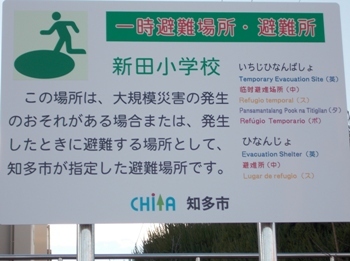 一時避難場所・避難所
新田小学校
この場所は、大規模災害の発生
のおそれがある場合または、発生
したときに避難する場所として、
知多市が指定した避難場所です。
いちじひなんばしょ
Temporary Evacuation Site (英)
临时避难场所 (中)
Refugio temporal (ス)
Pansamantalang Pook na Tigilan (タ)
Refúgio Temporario (ポ)
ひなんじょ
Evacuation Shelter (英)
避难所 (中)
Lugar de refugio (ス)
CHITA 知多市